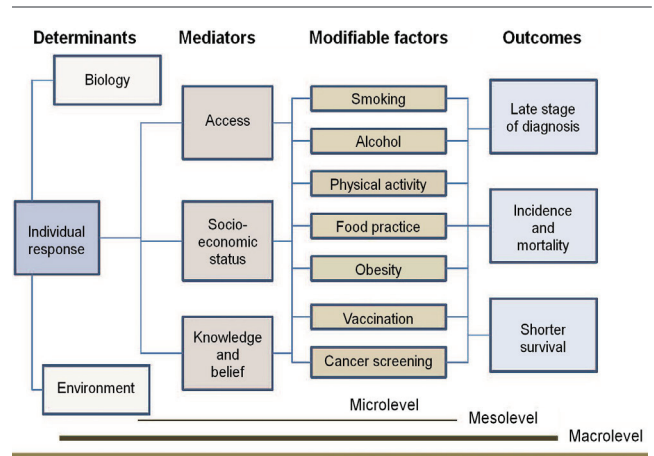 Determinants
Mediators
Modifiable factors
Outcomes
Biology
Individual
response
Environment
Access
Socio-
economic
status
Knowledge
and
belief
Smoking
Alcohol
Physical activity
Food practice
Obesity
Vaccination
Cancer screening
Late stage
of diagnosis
Incidence
and
mortality
Shorter
survival
Microlevel
Mesolevel
Macrolevel